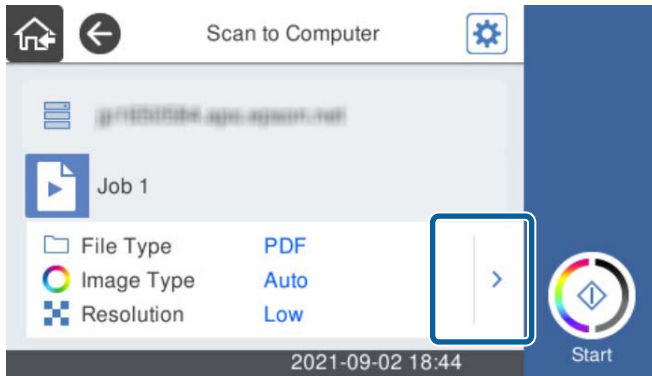 Scan to Computer
Job 1
File Type PDF
Image Type Auto
Resolution Low
2021-09-02 18:44
Start